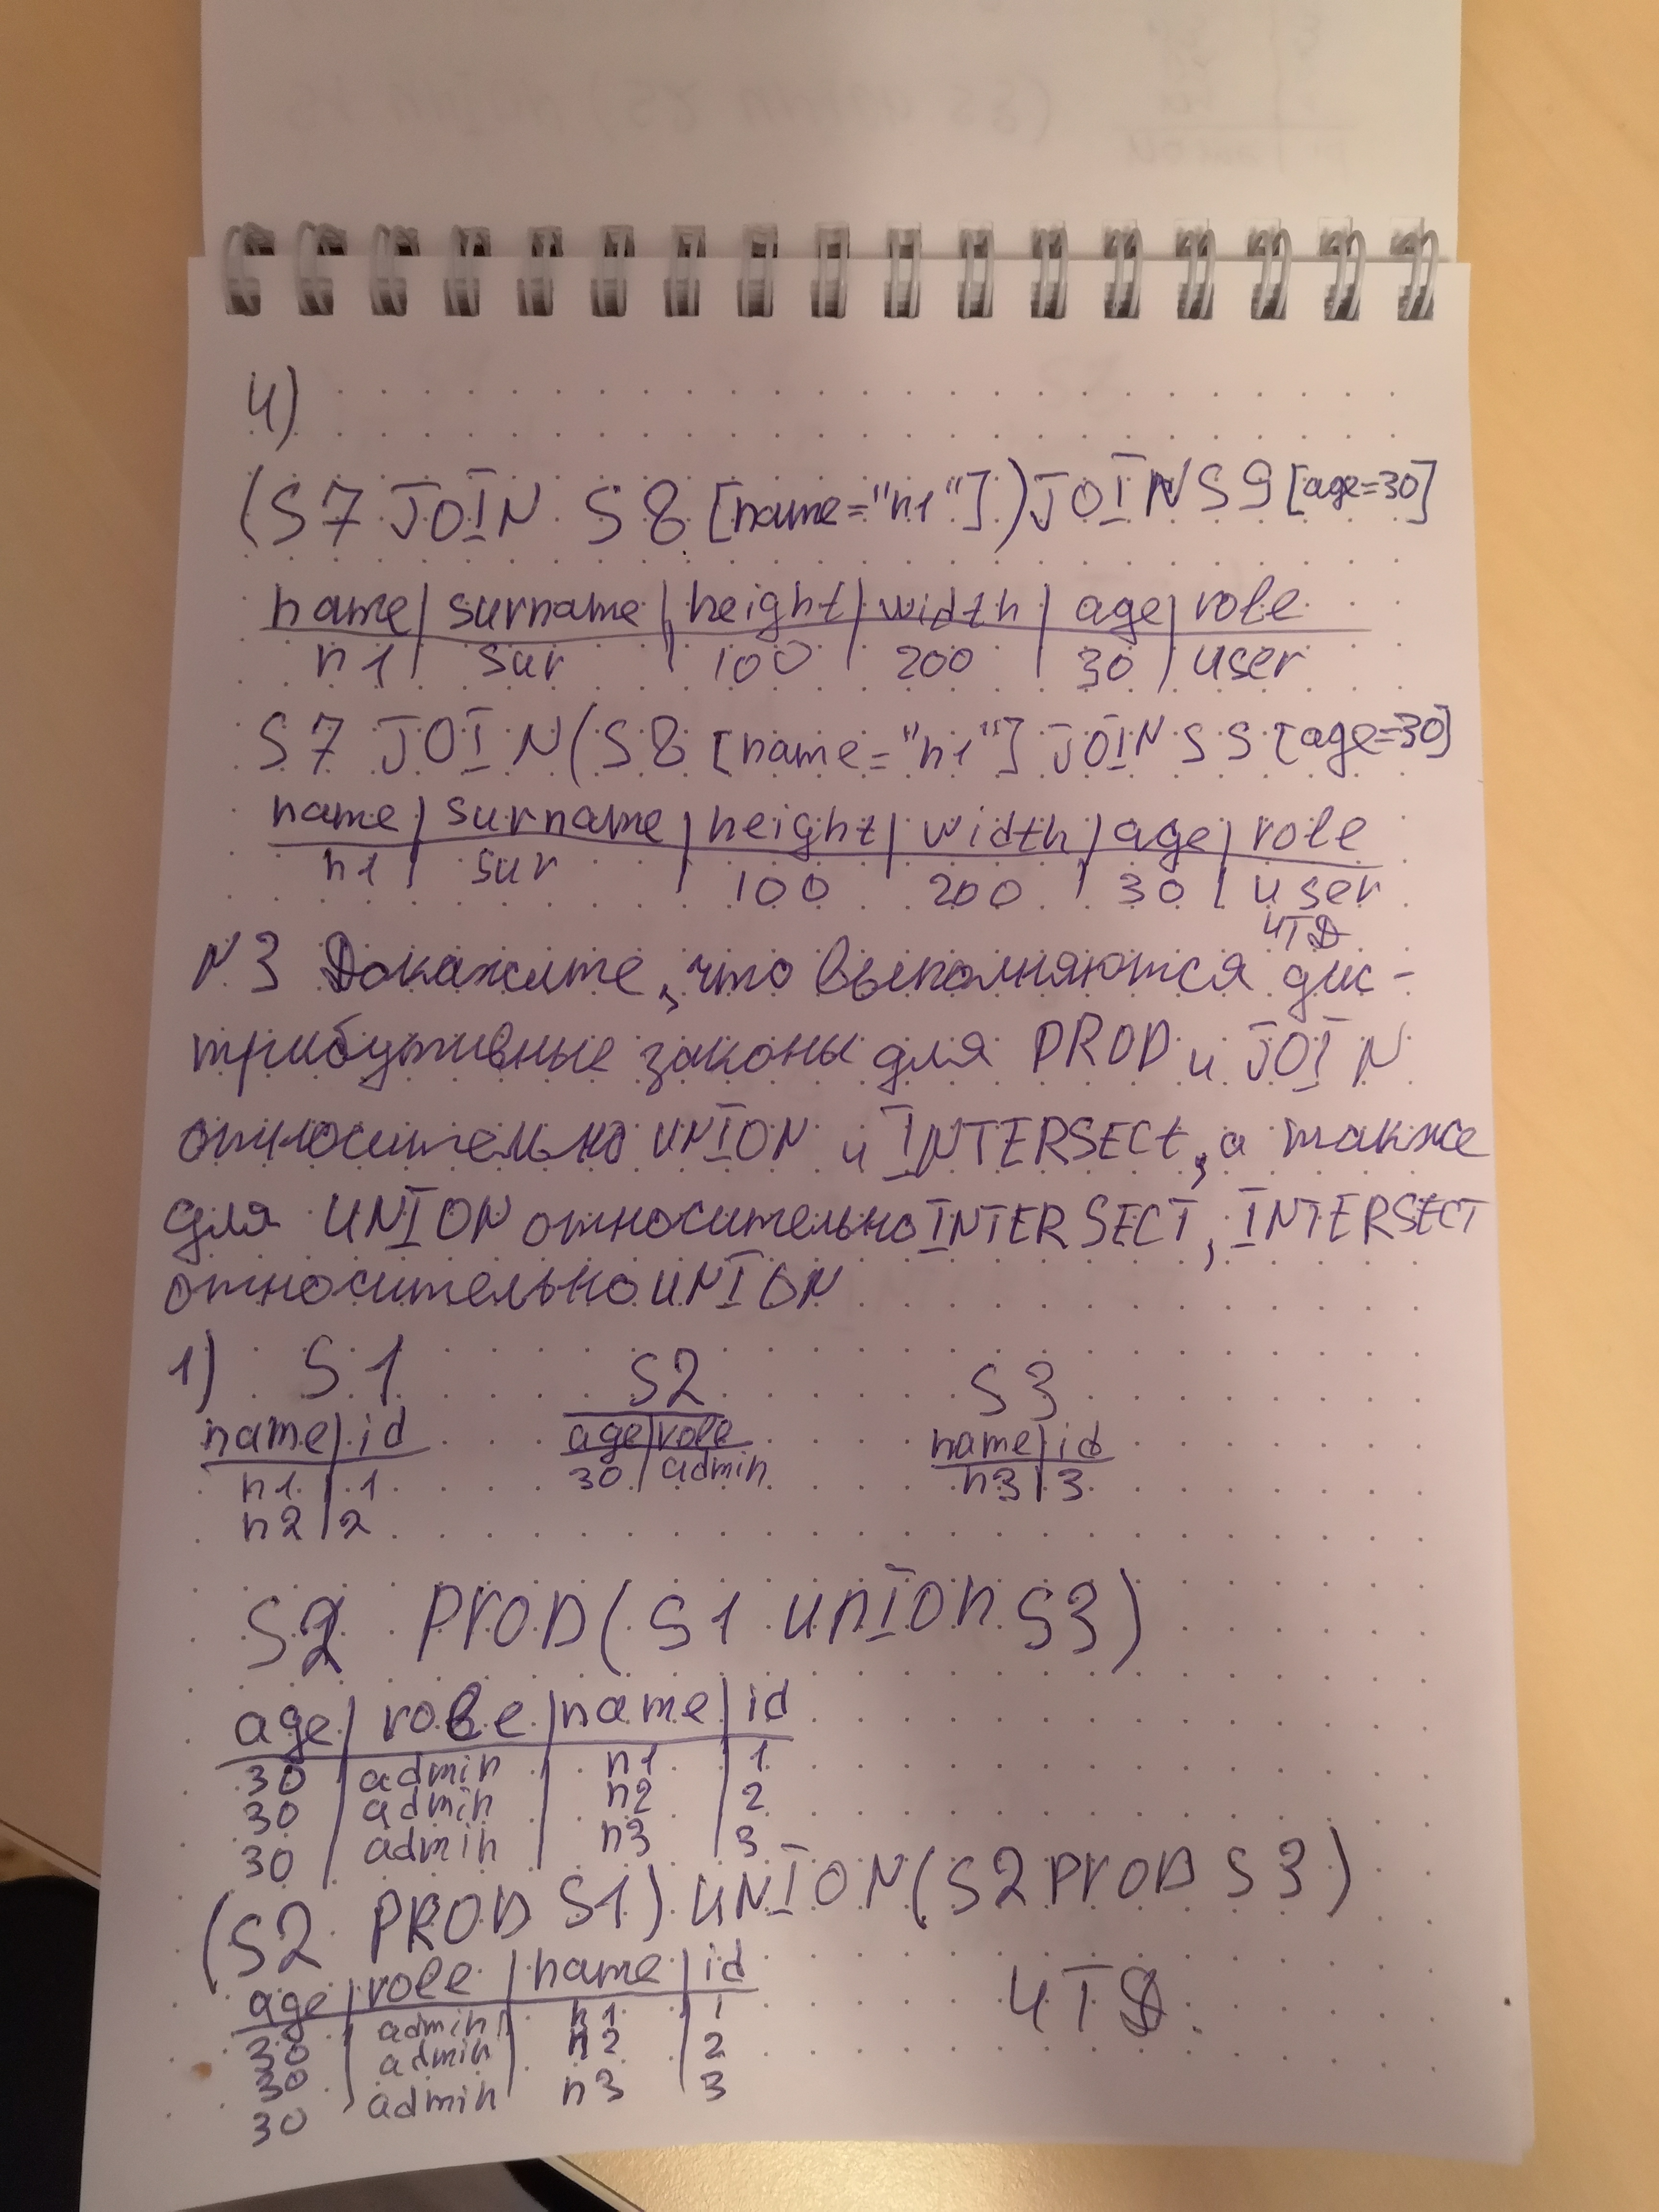 4)
(S7 JOIN S8 [name="n1"]) JOIN S9 [age=30]
name | surname | height | width | age | role
n1 | sur | 100 | 200 | 30 | user
S7 JOIN (S8 [name="n1"] JOIN S9 [age=30]
name | surname | height | width | age | role
n1 | sur | 100 | 200 | 30 | user
ЧТД
N3 Докажите, что выполняются дис-
трибутивные законы для PROD и JOIN
относительно UNION и INTERSECt, а также
для UNION относительно INTERSECT, INTERSECT
относительно UNION
1) S1 S2 S3
name | id age | role name | id
n1 | 1 30 | admin n3 | 3
n2 | 2
S2 PROD (S1 UNION S3)
age | role | name | id
30 | admin | n1 | 1
30 | admin | n2 | 2
30 | admin | n3 | 3
(S2 PROD S1) UNION (S2 PROD S3)
age | role | name | id
30 | admin | n1 | 1
30 | admin | n2 | 2
30 | admin | n3 | 3
ЧТД.